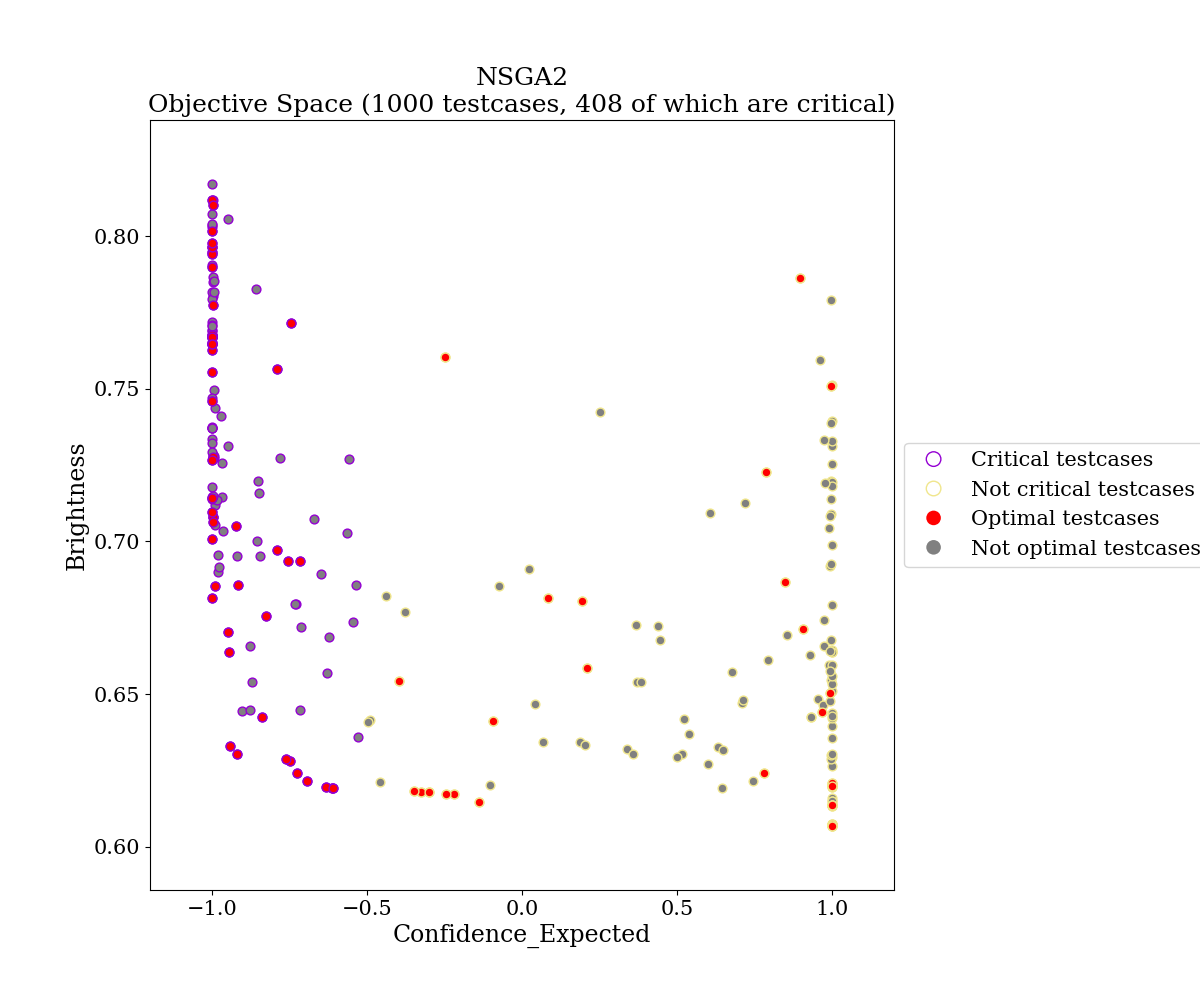 NSGA2
Objective Space (1000 testcases, 408 of which are critical)
0.80
0.75
0.70
0.65
0.60
Brightness
−1.0
−0.5
0.0
0.5
1.0
Confidence_Expected
Critical testcases
Not critical testcases
Optimal testcases
Not optimal testcases